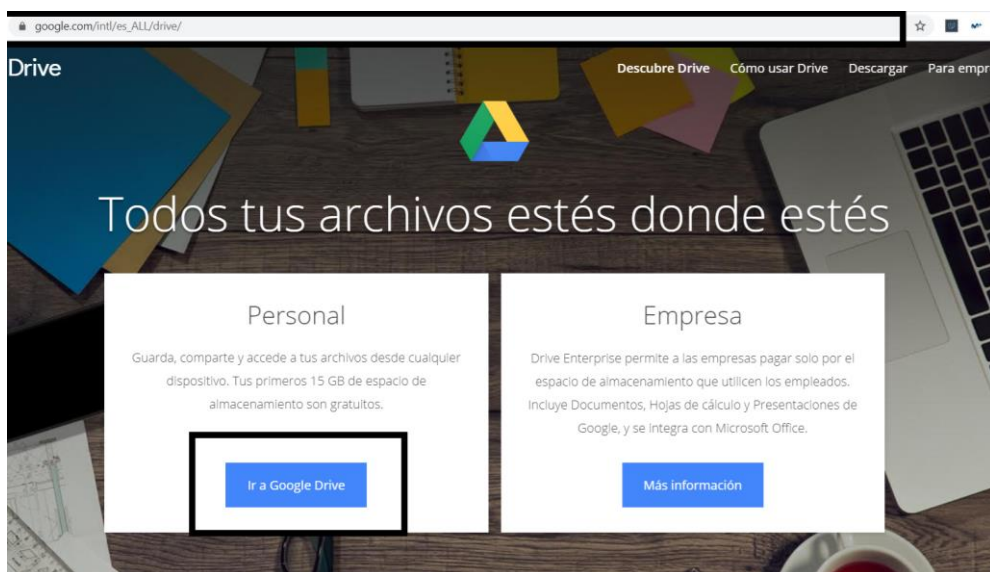 google.com/intl/es_ALL/drive/
Drive
Descubre Drive Cómo usar Drive Descargar Para empr
Todos tus archivos estés donde estés
Personal
Guarda, comparte y accede a tus archivos desde cualquier
dispositivo. Tus primeros 15 GB de espacio de
almacenamiento son gratuitos.
Ir a Google Drive
Empresa
Drive Enterprise permite a las empresas pagar solo por el
espacio de almacenamiento que utilicen los empleados.
Incluye Documentos, Hojas de cálculo y Presentaciones de
Google, y se integra con Microsoft Office.
Más información